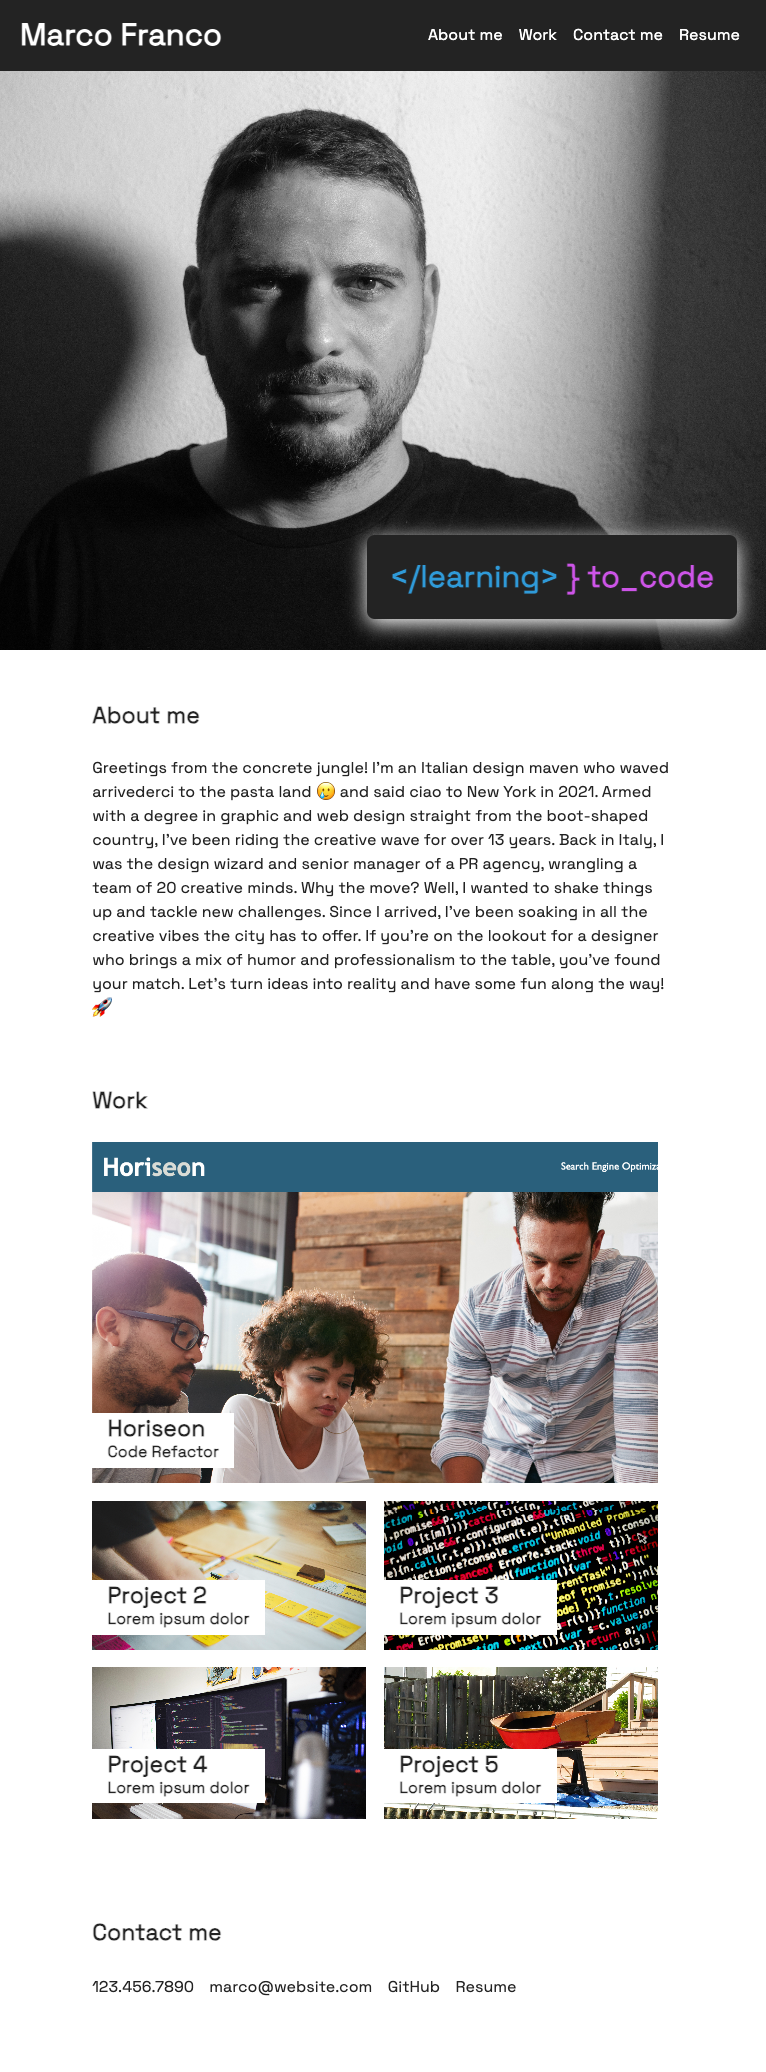 Marco Franco
About me Work Contact me Resume
</learning> } to_code
About me
Greetings from the concrete jungle! I'm an Italian design maven who waved
arrivederci to the pasta land 🥲 and said ciao to New York in 2021. Armed
with a degree in graphic and web design straight from the boot-shaped
country, I've been riding the creative wave for over 13 years. Back in Italy, I
was the design wizard and senior manager of a PR agency, wrangling a
team of 20 creative minds. Why the move? Well, I wanted to shake things
up and tackle new challenges. Since I arrived, I've been soaking in all the
creative vibes the city has to offer. If you're on the lookout for a designer
who brings a mix of humor and professionalism to the table, you've found
your match. Let's turn ideas into reality and have some fun along the way!
🚀
Work
Horiseon
Search Engine
Horiseon
Code Refactor
Project 2
Lorem ipsum dolor
Project 3
Lorem ipsum dolor
Project 4
Lorem ipsum dolor
Project 5
Lorem ipsum dolor
Contact me
123.456.7890 marco@website.com GitHub Resume